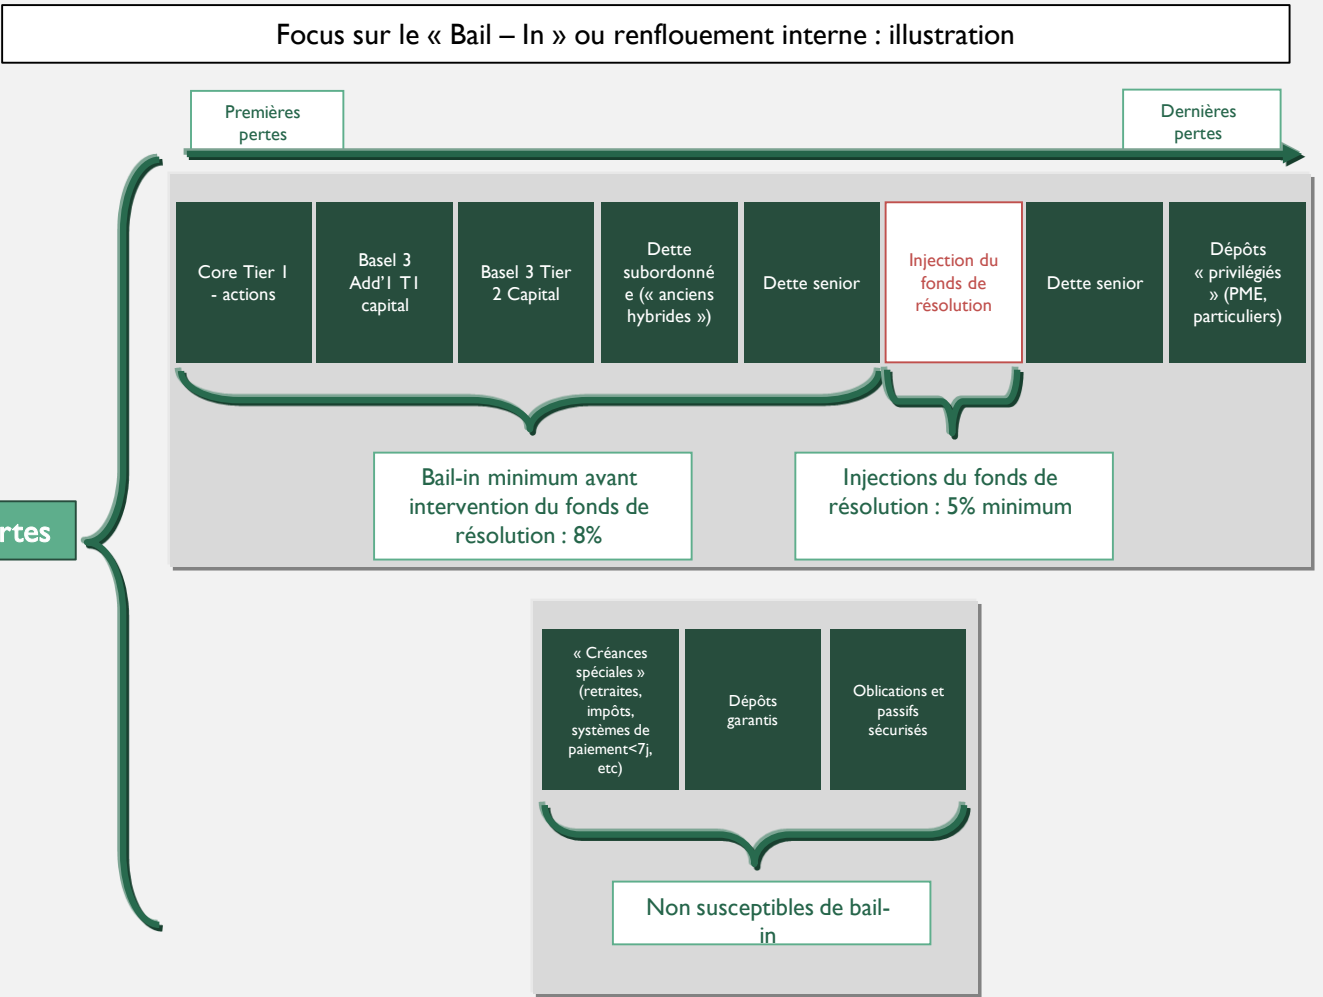 Focus sur le « Bail – In » ou renflouement interne : illustration
Premières
pertes
Dernières
pertes
Core Tier 1
- actions
Basel 3
Add'l T1
capital
Basel 3 Tier
2 Capital
Dette
subordonné
e (« anciens
hybrides »)
Dette senior
Injection du
fonds de
résolution
Dette senior
Dépôts
« privilégiés
» (PME,
particuliers)
Bail-in minimum avant
intervention du fonds de
résolution : 8%
Injections du fonds de
résolution : 5% minimum
rtes
« Créances
spéciales »
(retraites,
impôts,
systèmes de
paiement<7j,
etc)
Dépôts
garantis
Oblications et
passifs
sécurisés
Non susceptibles de bail-
in